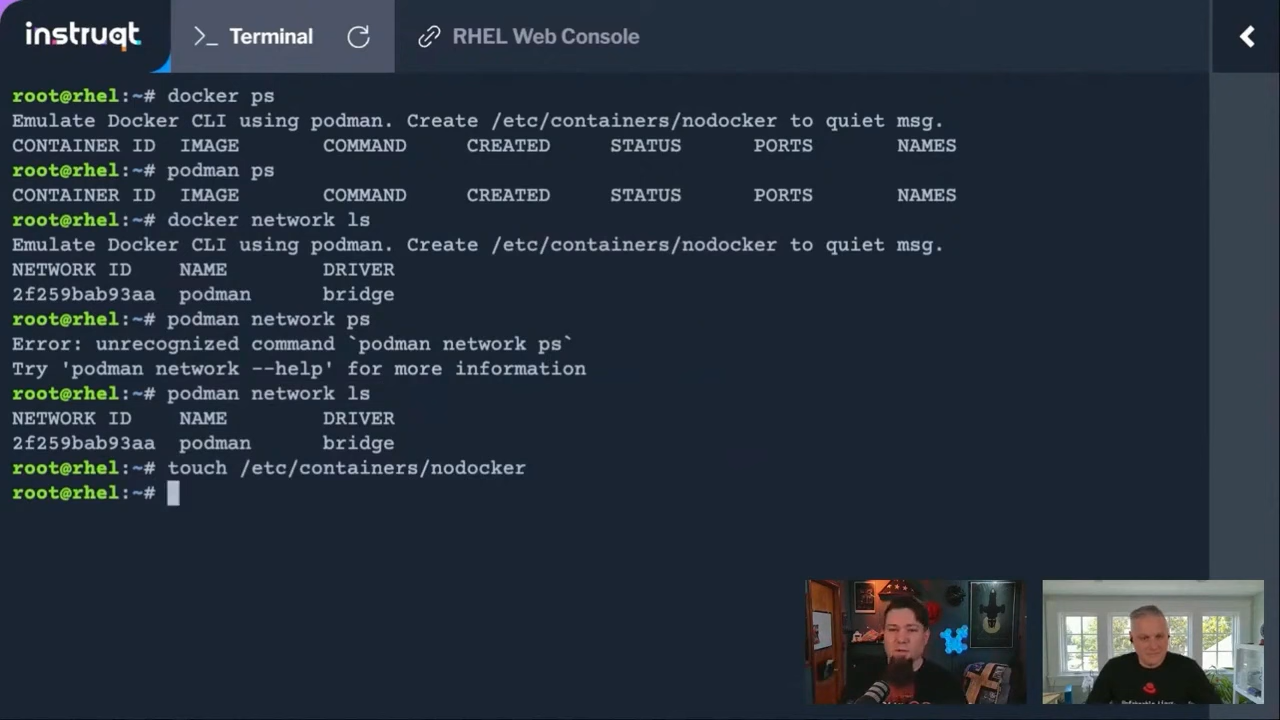 instruqt
>_ Terminal
RHEL Web Console
root@rhel:~# docker ps
Emulate Docker CLI using podman. Create /etc/containers/nodocker to quiet msg.
CONTAINER ID  IMAGE       COMMAND     CREATED     STATUS      PORTS       NAMES
root@rhel:~# podman ps
CONTAINER ID  IMAGE       COMMAND     CREATED     STATUS      PORTS       NAMES
root@rhel:~# docker network ls
Emulate Docker CLI using podman. Create /etc/containers/nodocker to quiet msg.
NETWORK ID    NAME        DRIVER
2f259bab93aa  podman      bridge
root@rhel:~# podman network ps
Error: unrecognized command `podman network ps`
Try 'podman network --help' for more information
root@rhel:~# podman network ls
NETWORK ID    NAME        DRIVER
2f259bab93aa  podman      bridge
root@rhel:~# touch /etc/containers/nodocker
root@rhel:~#